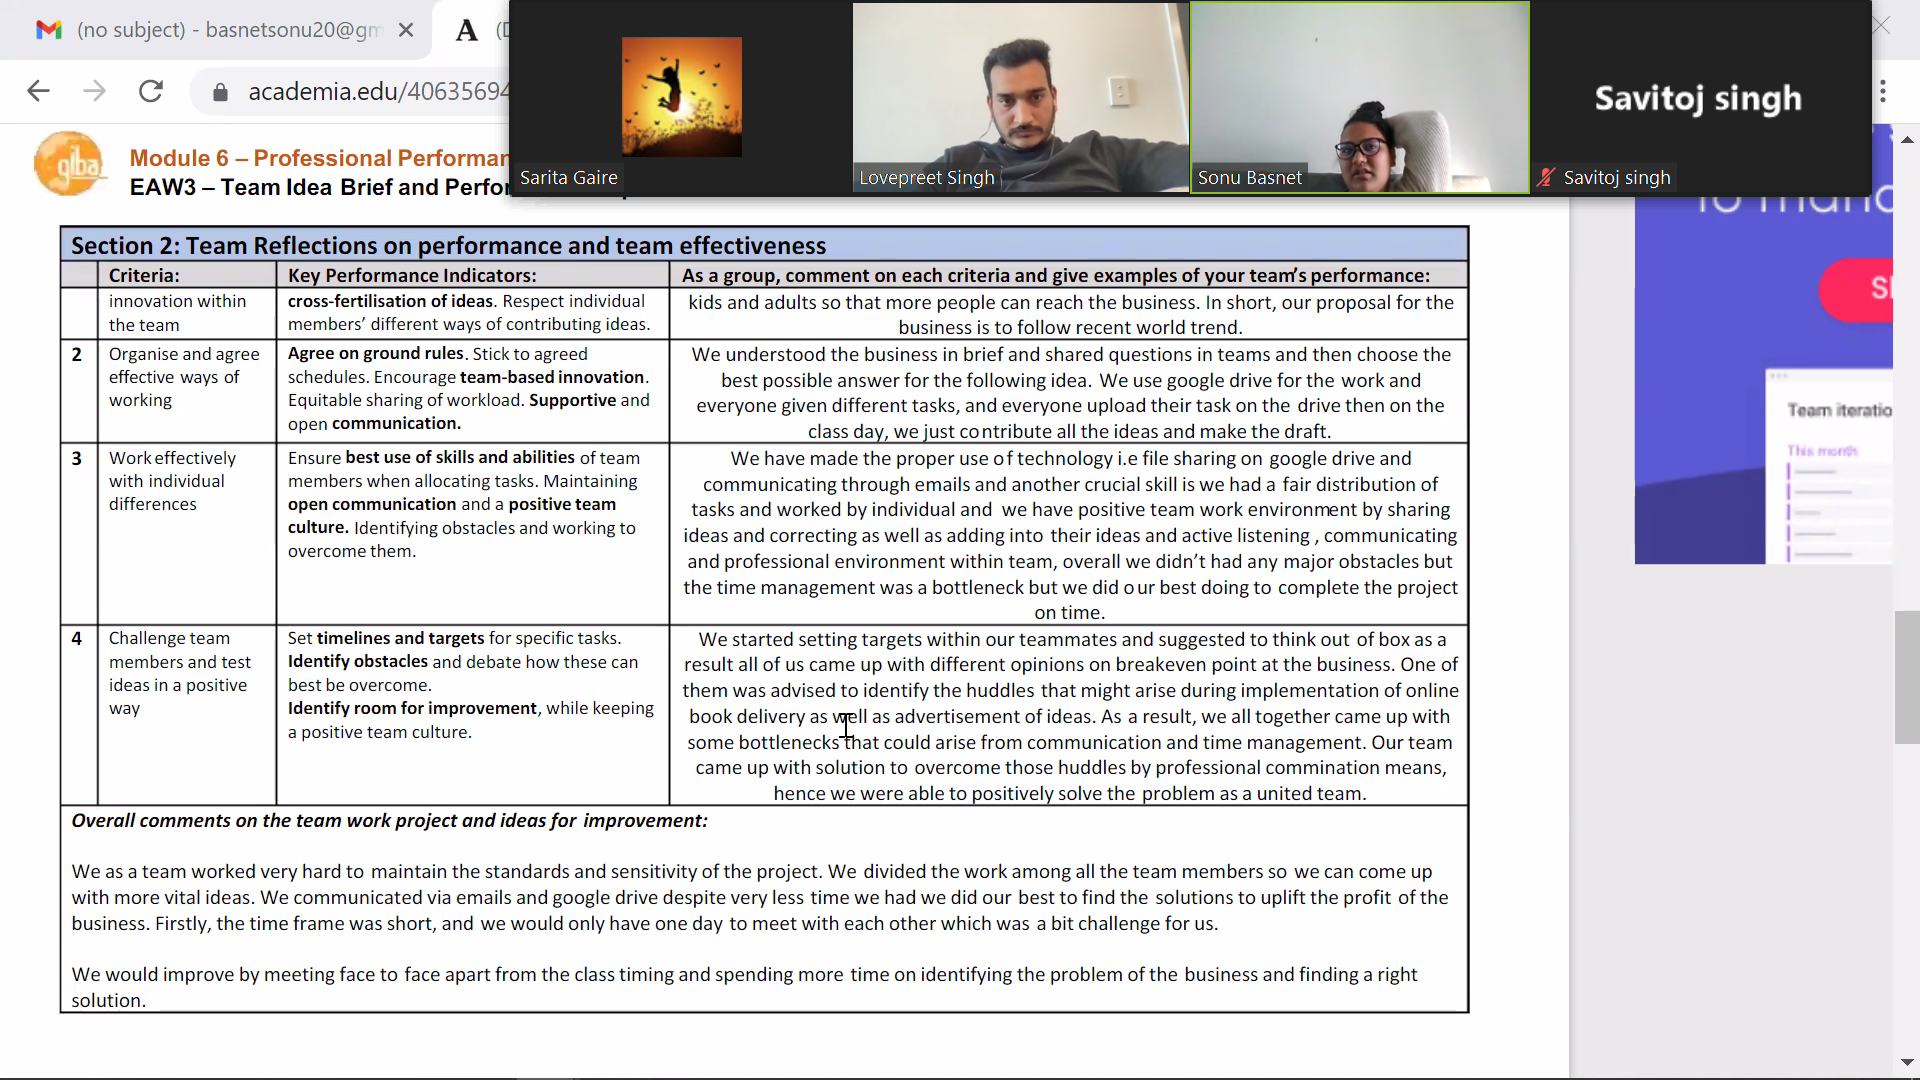 (no subject) - basnetsonu20@gm
A
academia.edu/40635694
Sarita Gaire
Lovepreet Singh
Sonu Basnet
Savitoj singh
Savitoj singh
giba
Module 6 – Professional Performan
EAW3 – Team Idea Brief and Perfor
Section 2: Team Reflections on performance and team effectiveness
Criteria:
Key Performance Indicators:
As a group, comment on each criteria and give examples of your team's performance:
innovation within
the team
cross-fertilisation of ideas. Respect individual
members' different ways of contributing ideas.
kids and adults so that more people can reach the business. In short, our proposal for the
business is to follow recent world trend.
2
Organise and agree
effective ways of
working
Agree on ground rules. Stick to agreed
schedules. Encourage team-based innovation.
Equitable sharing of workload. Supportive and
open communication.
We understood the business in brief and shared questions in teams and then choose the
best possible answer for the following idea. We use google drive for the work and
everyone given different tasks, and everyone upload their task on the drive then on the
class day, we just contribute all the ideas and make the draft.
3
Work effectively
with individual
differences
Ensure best use of skills and abilities of team
members when allocating tasks. Maintaining
open communication and a positive team
culture. Identifying obstacles and working to
overcome them.
We have made the proper use of technology i.e file sharing on google drive and
communicating through emails and another crucial skill is we had a fair distribution of
tasks and worked by individual and we have positive team work environment by sharing
ideas and correcting as well as adding into their ideas and active listening , communicating
and professional environment within team, overall we didn't had any major obstacles but
the time management was a bottleneck but we did our best doing to complete the project
on time.
4
Challenge team
members and test
ideas in a positive
way
Set timelines and targets for specific tasks.
Identify obstacles and debate how these can
best be overcome.
Identify room for improvement, while keeping
a positive team culture.
We started setting targets within our teammates and suggested to think out of box as a
result all of us came up with different opinions on breakeven point at the business. One of
them was advised to identify the huddles that might arise during implementation of online
book delivery as well as advertisement of ideas. As a result, we all together came up with
some bottlenecks that could arise from communication and time management. Our team
came up with solution to overcome those huddles by professional commination means,
hence we were able to positively solve the problem as a united team.
Overall comments on the team work project and ideas for improvement:
We as a team worked very hard to maintain the standards and sensitivity of the project. We divided the work among all the team members so we can come up
with more vital ideas. We communicated via emails and google drive despite very less time we had we did our best to find the solutions to uplift the profit of the
business. Firstly, the time frame was short, and we would only have one day to meet with each other which was a bit challenge for us.
We would improve by meeting face to face apart from the class timing and spending more time on identifying the problem of the business and finding a right
solution.
Team iteratio
This month